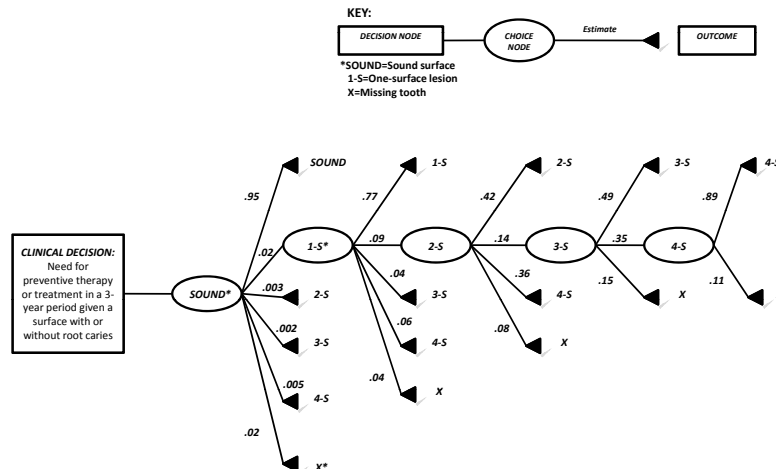 KEY:
DECISION NODE
CHOICE
NODE
Estimate
OUTCOME
*SOUND=Sound surface
1-S=One-surface lesion
X=Missing tooth
SOUND
1-S
2-S
3-S
4-S
.95
.77
.42
.49
.89
CLINICAL DECISION:
Need for
preventive therapy
or treatment in a 3-
year period given a
surface with or
without root caries
SOUND*
.02
1-S*
.09
2-S
.14
3-S
.35
4-S
.003
2-S
.04
3-S
.36
4-S
.15
X
.11
.002
3-S
.06
4-S
.08
X
.005
4-S
.04
X
.02
X*